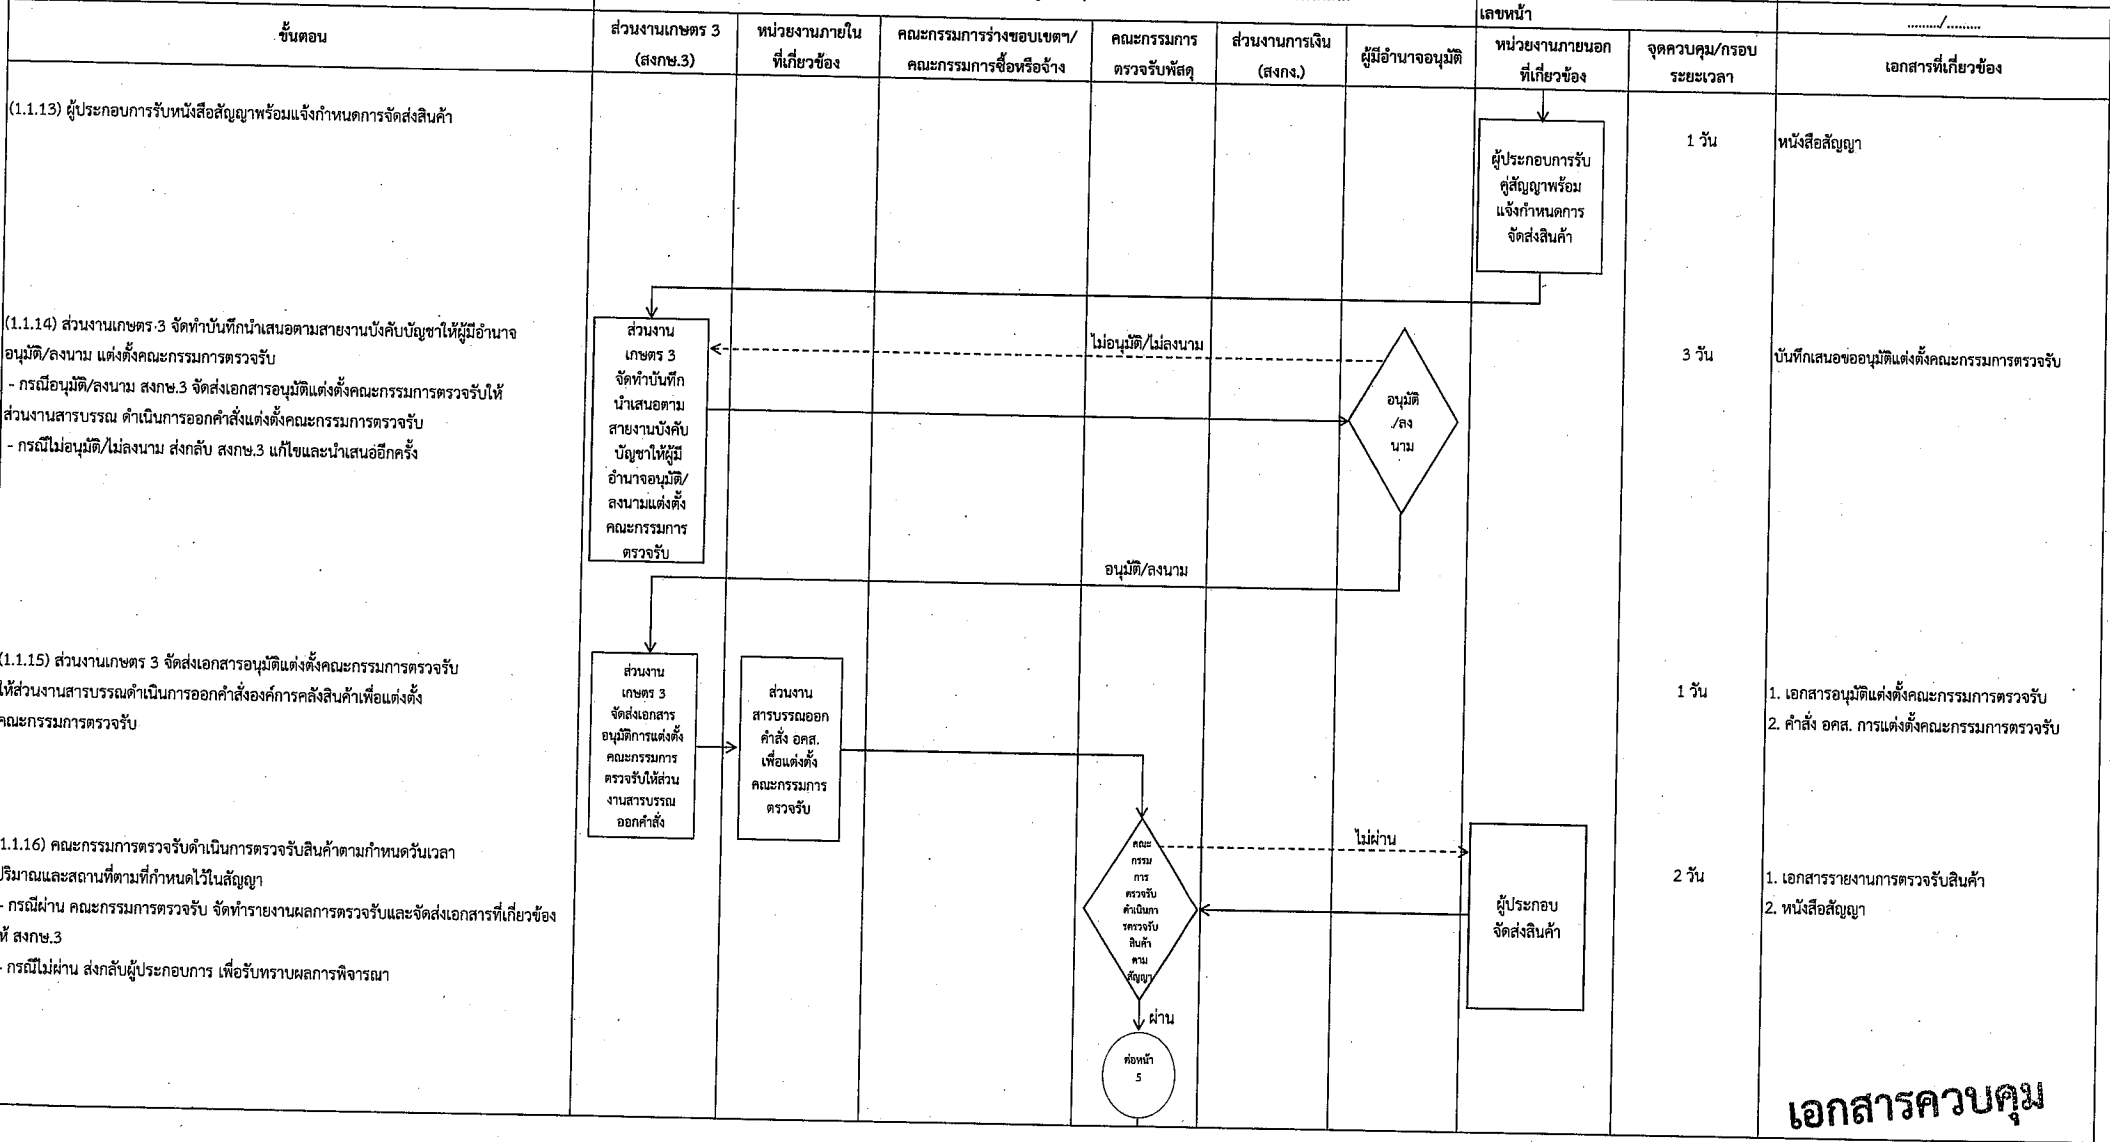 เลขหน้า
........./.........
ขั้นตอน
ส่วนงานเกษตร 3
(สงกษ.3)
หน่วยงานภายใน
ที่เกี่ยวข้อง
คณะกรรมการร่างขอบเขตฯ/
คณะกรรมการซื้อหรือจ้าง
คณะกรรมการ
ตรวจรับพัสดุ
ส่วนงานการเงิน
(สงกง.)
ผู้มีอำนาจอนุมัติ
หน่วยงานภายนอก
ที่เกี่ยวข้อง
จุดควบคุม/กรอบ
ระยะเวลา
เอกสารที่เกี่ยวข้อง
(1.1.13) ผู้ประกอบการรับหนังสือสัญญาพร้อมแจ้งกำหนดการจัดส่งสินค้า
ผู้ประกอบการรับ
คู่สัญญาพร้อม
แจ้งกำหนดการ
จัดส่งสินค้า
1 วัน
หนังสือสัญญา
(1.1.14) ส่วนงานเกษตร 3 จัดทำบันทึกนำเสนอตามสายงานบังคับบัญชาให้ผู้มีอำนาจ
อนุมัติ/ลงนาม แต่งตั้งคณะกรรมการตรวจรับ
- กรณีอนุมัติ/ลงนาม สงกษ.3 จัดส่งเอกสารอนุมัติแต่งตั้งคณะกรรมการตรวจรับให้
ส่วนงานสารบรรณ ดำเนินการออกคำสั่งแต่งตั้งคณะกรรมการตรวจรับ
- กรณีไม่อนุมัติ/ไม่ลงนาม ส่งกลับ สงกษ.3 แก้ไขและนำเสนออีกครั้ง
ส่วนงาน
เกษตร 3
จัดทำบันทึก
นำเสนอตาม
สายงานบังคับ
บัญชาให้ผู้มี
อำนาจอนุมัติ/
ลงนามแต่งตั้ง
คณะกรรมการ
ตรวจรับ
ไม่อนุมัติ/ไม่ลงนาม
อนุมัติ
/ลง
นาม
3 วัน
บันทึกเสนอขออนุมัติแต่งตั้งคณะกรรมการตรวจรับ
อนุมัติ/ลงนาม
(1.1.15) ส่วนงานเกษตร 3 จัดส่งเอกสารอนุมัติแต่งตั้งคณะกรรมการตรวจรับ
ให้ส่วนงานสารบรรณดำเนินการออกคำสั่งองค์การคลังสินค้าเพื่อแต่งตั้ง
คณะกรรมการตรวจรับ
ส่วนงาน
เกษตร 3
จัดส่งเอกสาร
อนุมัติการแต่งตั้ง
คณะกรรมการ
ตรวจรับให้ส่วน
งานสารบรรณ
ออกคำสั่ง
ส่วนงาน
สารบรรณออก
คำสั่ง อคส.
เพื่อแต่งตั้ง
คณะกรรมการ
ตรวจรับ
1 วัน
1. เอกสารอนุมัติแต่งตั้งคณะกรรมการตรวจรับ
2. คำสั่ง อคส. การแต่งตั้งคณะกรรมการตรวจรับ
1.1.16) คณะกรรมการตรวจรับดำเนินการตรวจรับสินค้าตามกำหนดวันเวลา
ปริมาณและสถานที่ตามที่กำหนดไว้ในสัญญา
- กรณีผ่าน คณะกรรมการตรวจรับ จัดทำรายงานผลการตรวจรับและจัดส่งเอกสารที่เกี่ยวข้อง
ให้ สงกษ.3
- กรณีไม่ผ่าน ส่งกลับผู้ประกอบการ เพื่อรับทราบผลการพิจารณา
คณะ
กรรม
การ
ตรวจรับ
ดำเนินกา
รตรวจรับ
สินค้า
ตาม
สัญญา
ไม่ผ่าน
ผู้ประกอบ
จัดส่งสินค้า
2 วัน
1. เอกสารรายงานการตรวจรับสินค้า
2. หนังสือสัญญา
ผ่าน
ต่อหน้า
5
เอกสารควบคุม